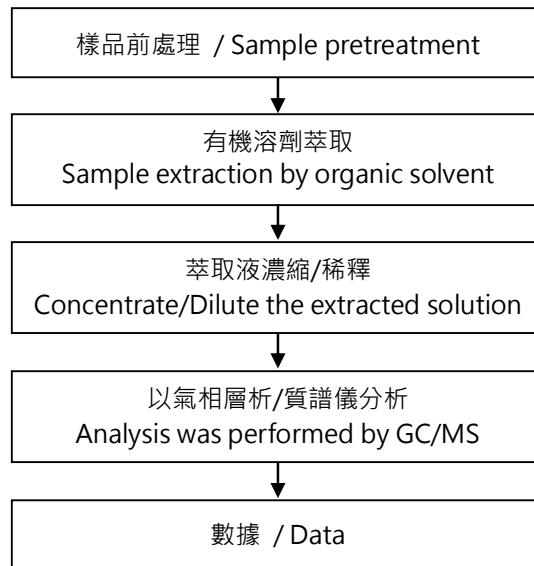 樣品前處理 / Sample pretreatment
有機溶劑萃取
Sample extraction by organic solvent
萃取液濃縮/稀釋
Concentrate/Dilute the extracted solution
以氣相層析/質譜儀分析
Analysis was performed by GC/MS
數據 / Data